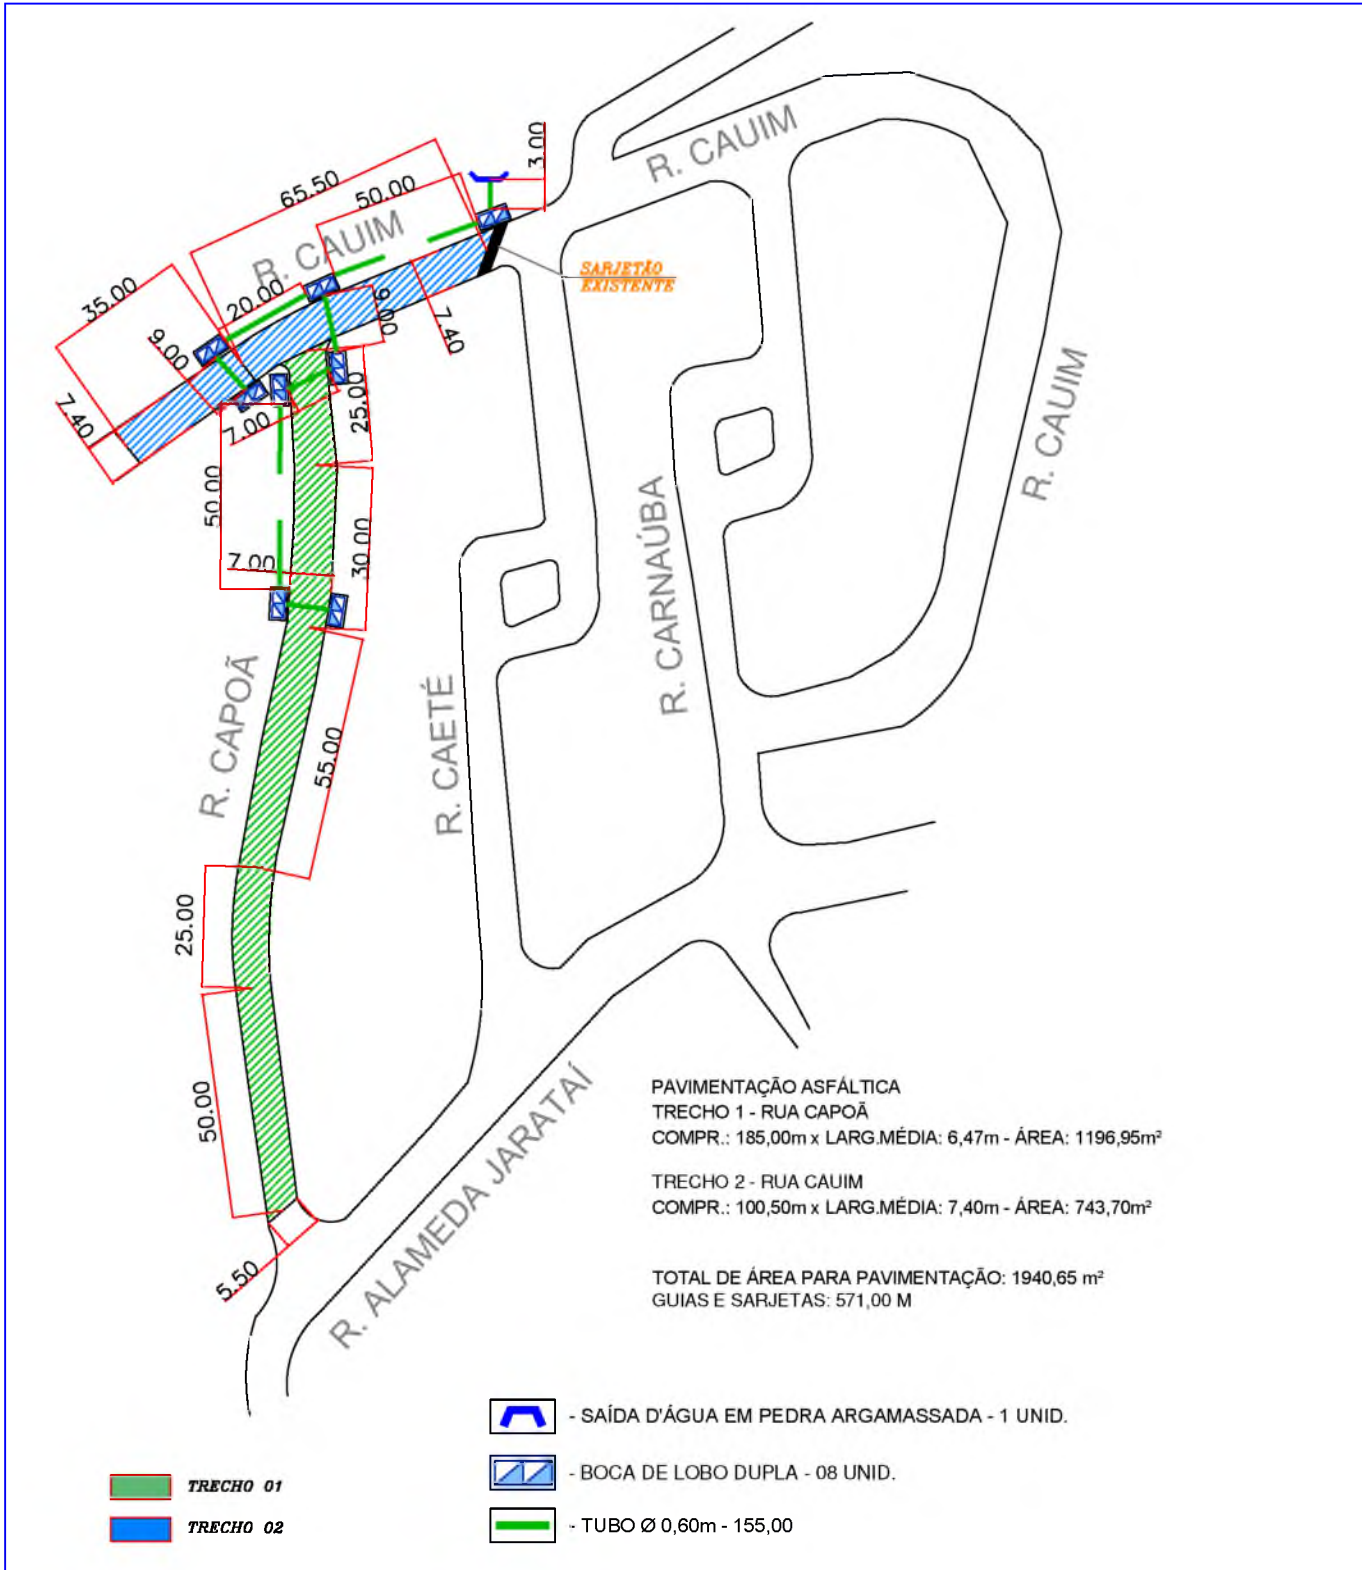 3.00
R. CAUIM
65.50
50.00
R. CAUIM
SARJETÃO
EXISTENTE
35.00
20.00
9.00
9.00
7.40
7.40
7.00
25.00
R. CAUIM
50.00
30.00
7.00
R. CARNAÚBA
R. CAPOÃ
R. CAETÉ
55.00
25.00
50.00
5.50
R. ALAMEDA JARATAÍ
PAVIMENTAÇÃO ASFÁLTICA
TRECHO 1 - RUA CAPOÃ
COMPR.: 185,00m x LARG.MÉDIA: 6,47m - ÁREA: 1196,95m²
TRECHO 2 - RUA CAUIM
COMPR.: 100,50m x LARG.MÉDIA: 7,40m - ÁREA: 743,70m²
TOTAL DE ÁREA PARA PAVIMENTAÇÃO: 1940,65 m²
GUIAS E SARJETAS: 571,00 M
- SAÍDA D'ÁGUA EM PEDRA ARGAMASSADA - 1 UNID.
- BOCA DE LOBO DUPLA - 08 UNID.
- TUBO Ø 0,60m - 155,00
TRECHO 01
TRECHO 02